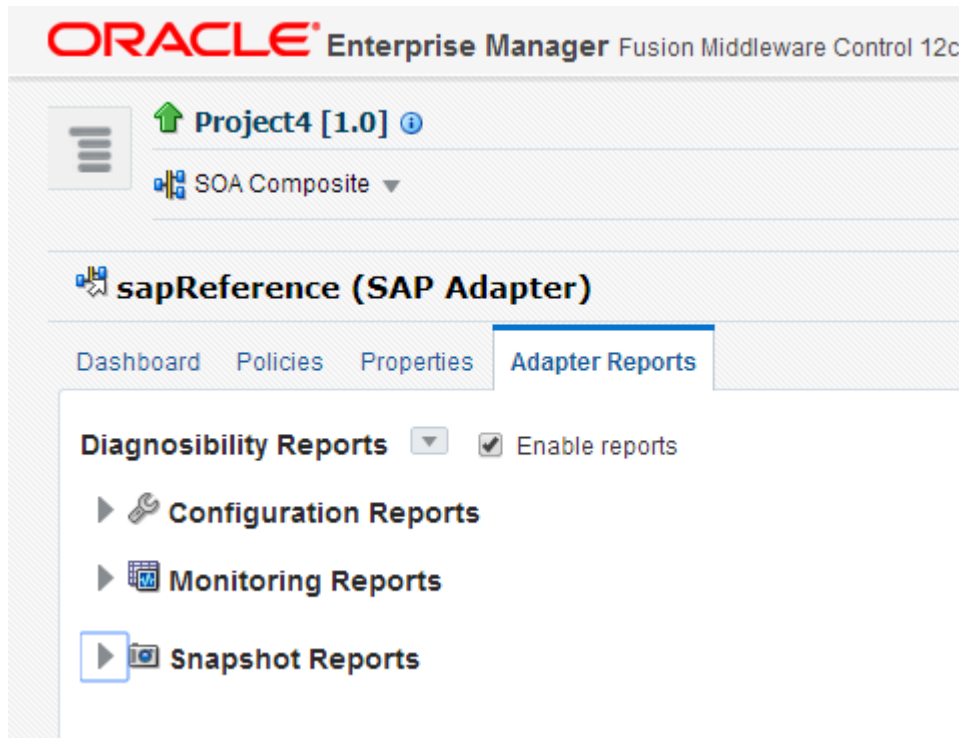 ORACLE Enterprise Manager Fusion Middleware Control 12c
Project4 [1.0]
SOA Composite
sapReference (SAP Adapter)
Dashboard Policies Properties Adapter Reports
Diagnosibility Reports Enable reports
Configuration Reports
Monitoring Reports
Snapshot Reports